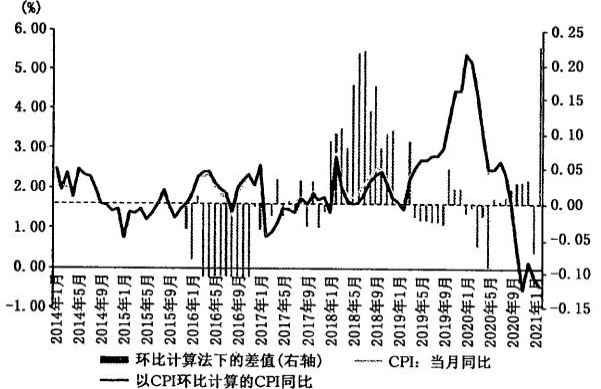 (%)
6.00
5.00
4.00
3.00
2.00
1.00
0.00
-1.00
0.25
0.20
0.15
0.10
0.05
0.00
-0.05
-0.10
-0.15
2014年1月
2014年5月
2014年9月
2015年1月
2015年5月
2015年9月
2016年1月
2016年5月
2016年9月
2017年1月
2017年5月
2017年9月
2018年1月
2018年5月
2018年9月
2019年1月
2019年5月
2019年9月
2020年1月
2020年5月
2020年9月
2021年1月
环比计算法下的差值(右轴)
CPI：当月同比
以CPI环比计算的CPI同比